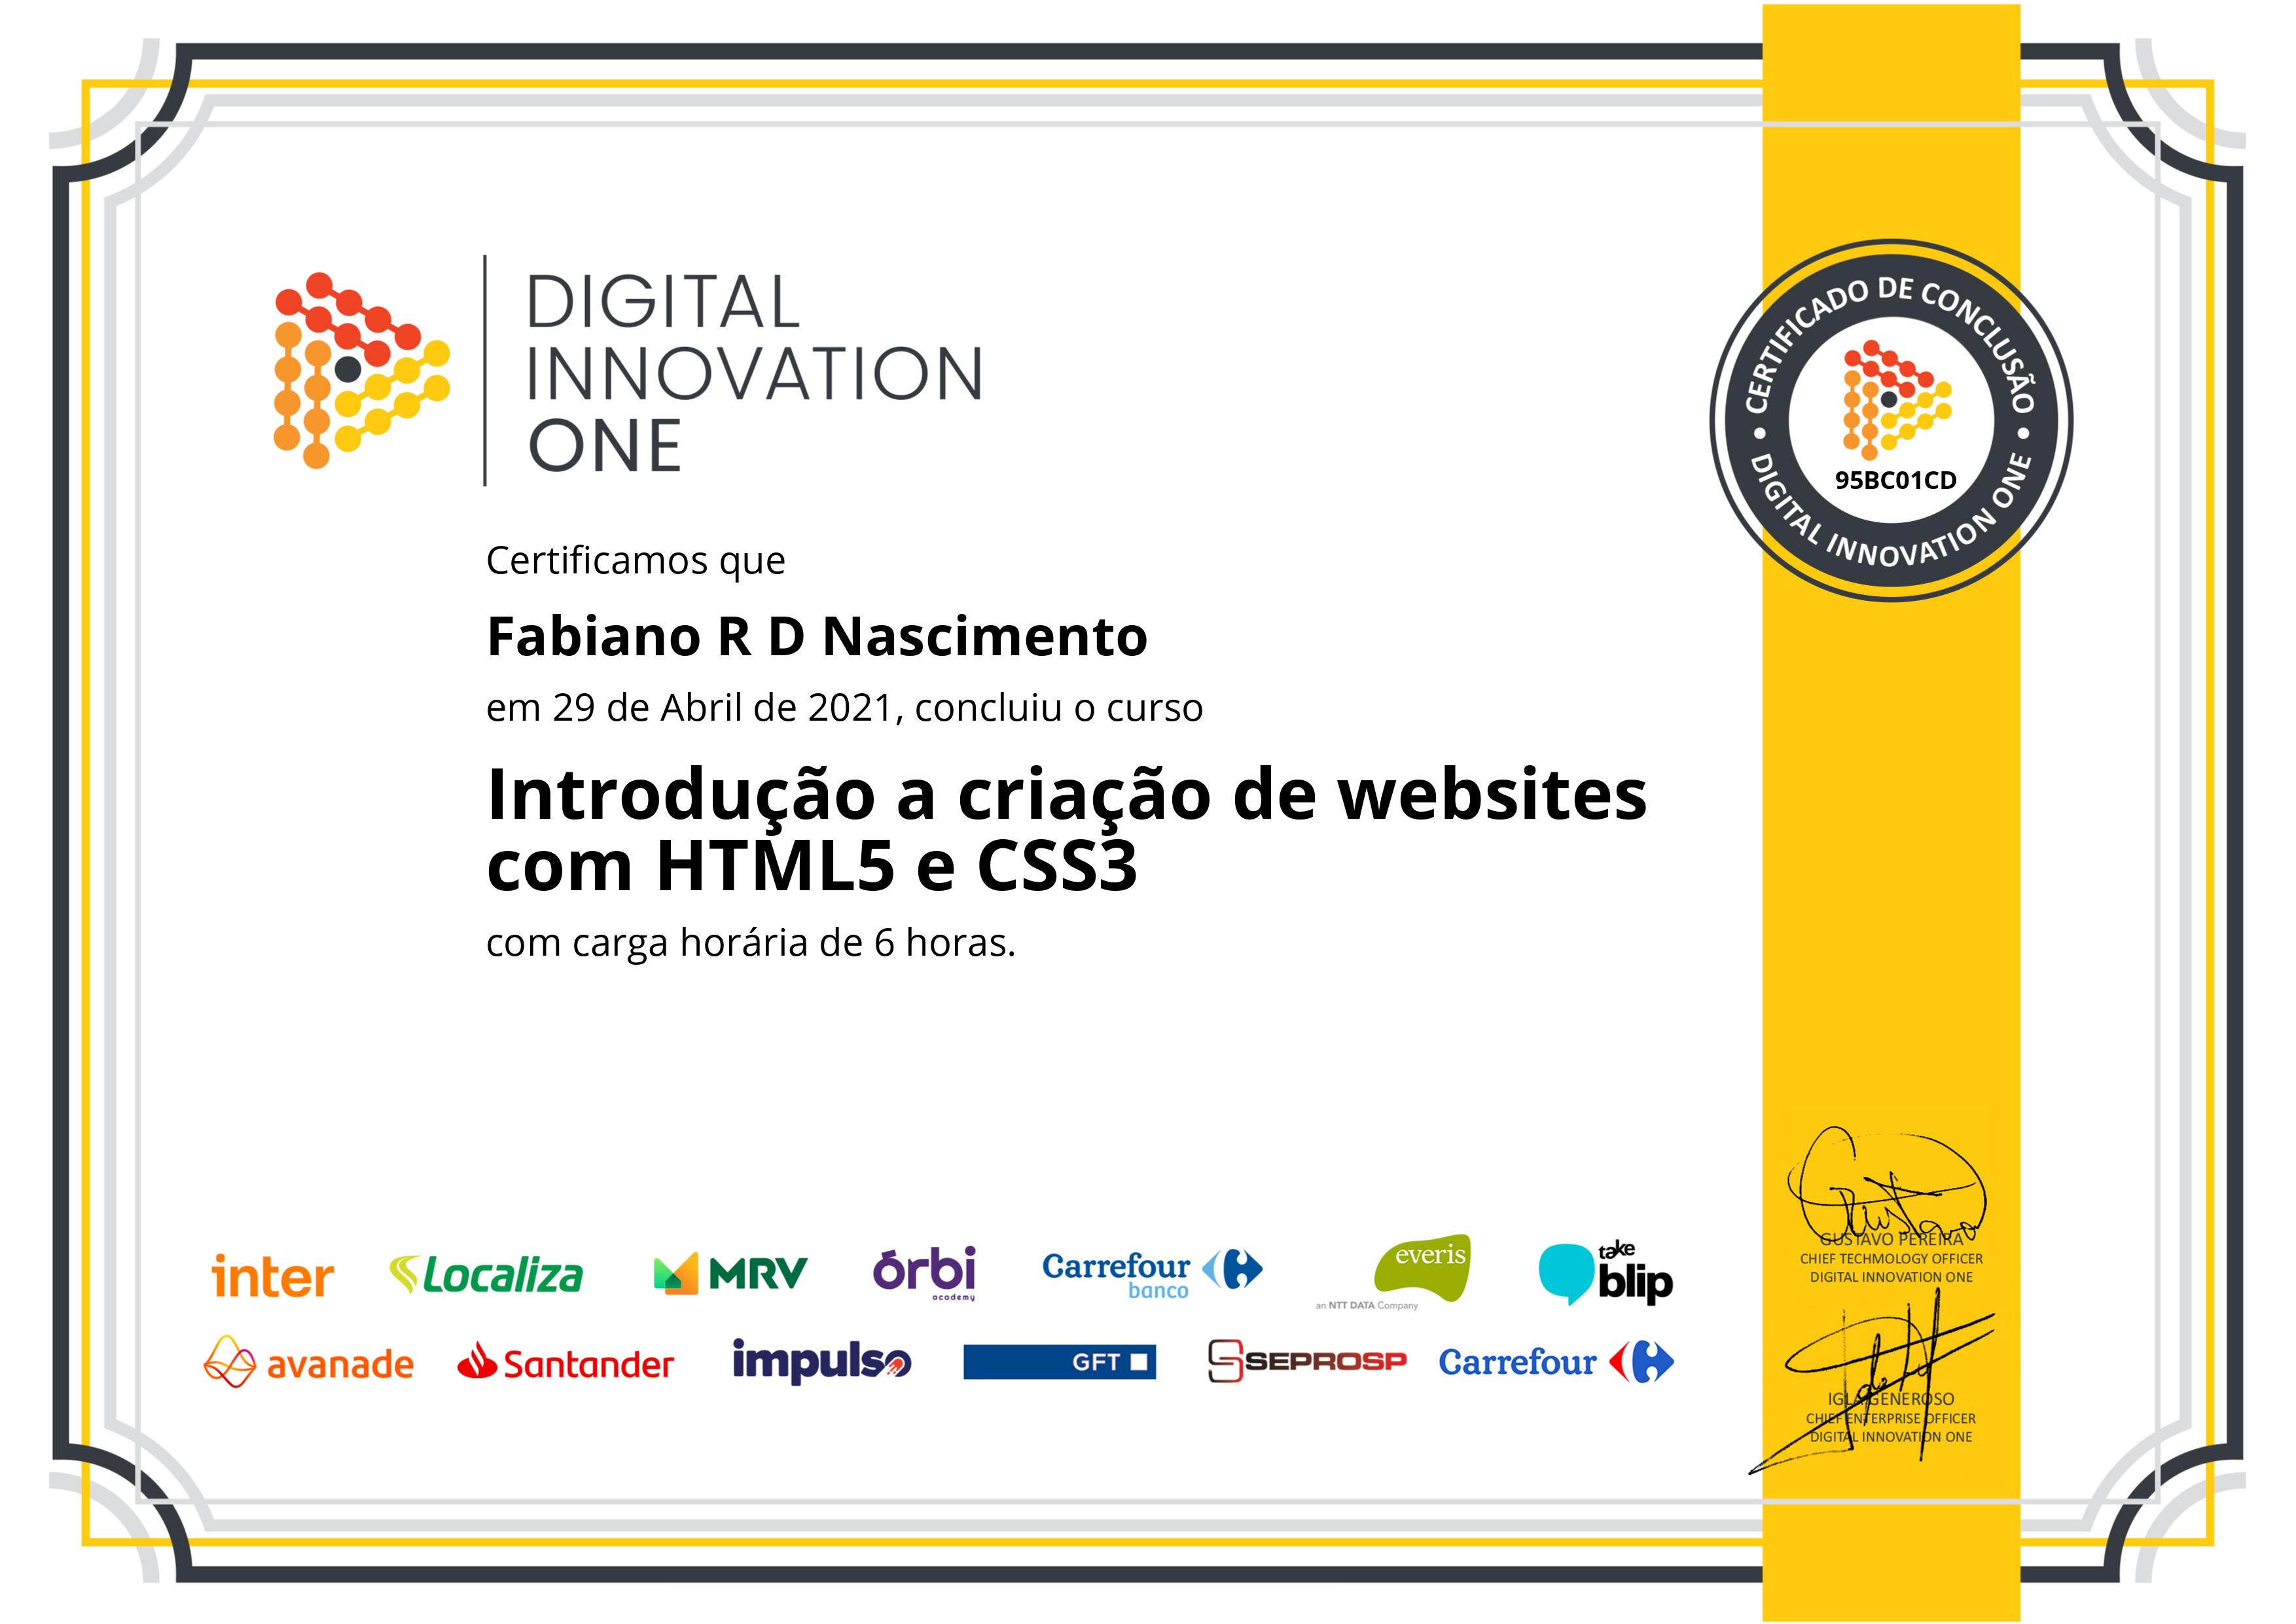 DIGITAL
INNOVATION
ONE
CERTIFICADO DE CONCLUSÃO
95BC01CD
DIGITAL INNOVATION ONE
Certificamos que
Fabiano R D Nascimento
em 29 de Abril de 2021, concluiu o curso
Introdução a criação de websites
com HTML5 e CSS3
com carga horária de 6 horas.
inter
Localiza
MRV
órbi
academy
Carrefour
banco
everis
an NTT DATA Company
take
blip
avanade
Santander
impulso
GFT
SEPROSP
Carrefour
Gustavo
GUSTAVO PEREIRA
CHIEF TECHMOLOGY OFFICER
DIGITAL INNOVATION ONE
IGLA GENEROSO
CHIEF ENTERPRISE OFFICER
DIGITAL INNOVATION ONE